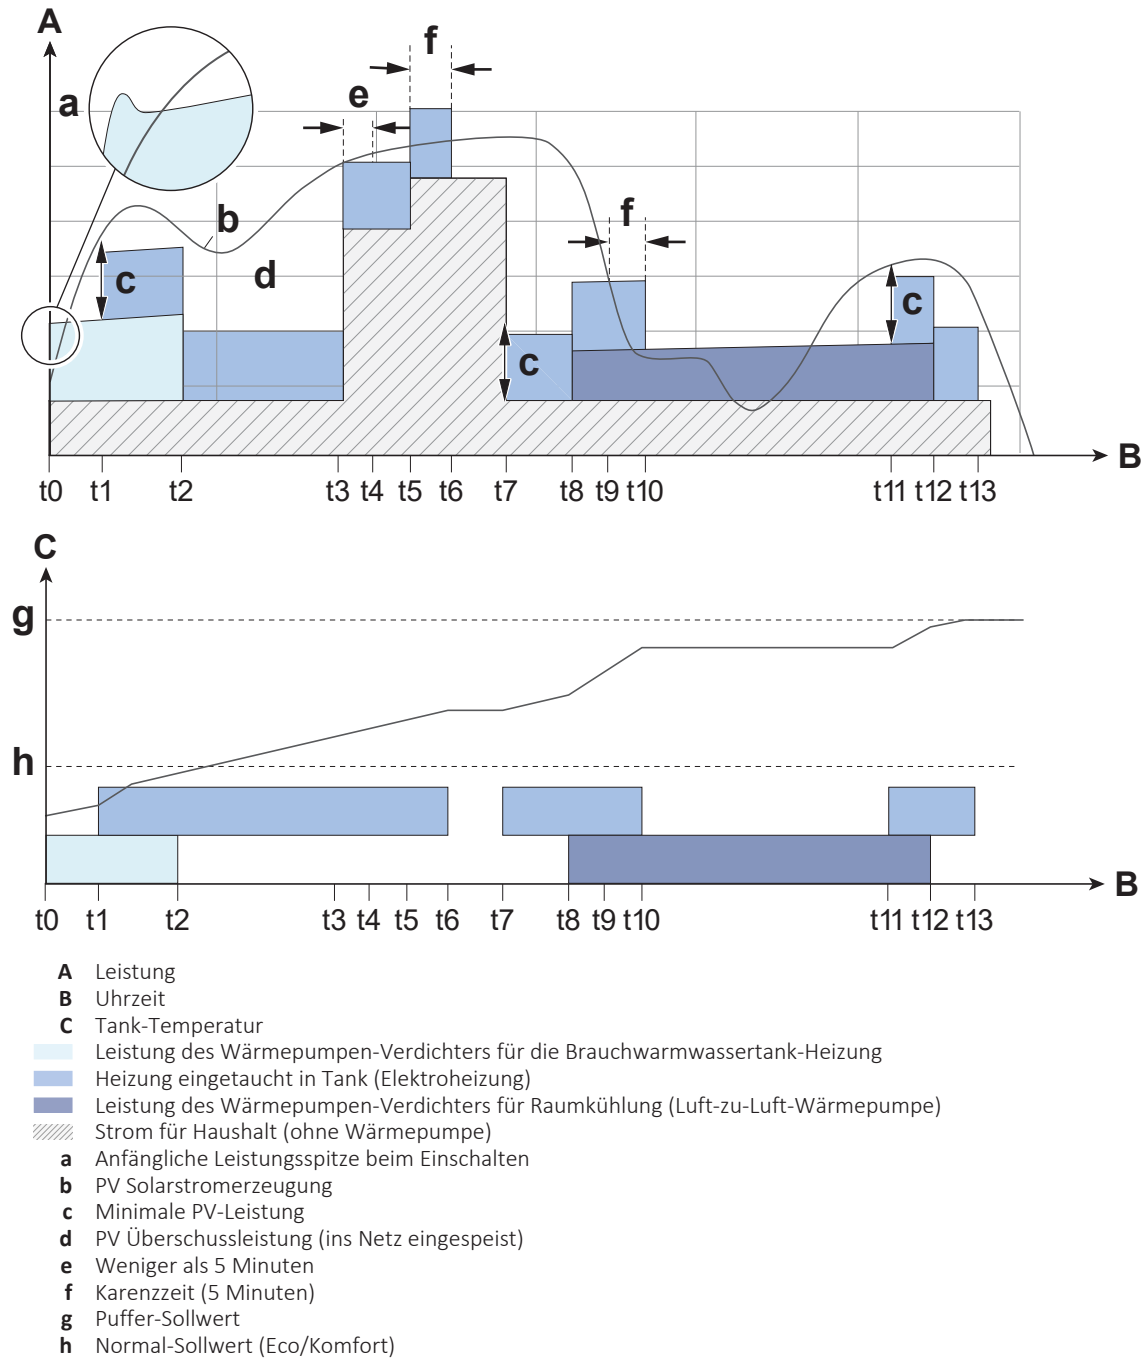 A
f
e
a
b
f
d
c
c
c
B
t0 t1 t2 t3 t4 t5 t6 t7 t8 t9 t10 t11 t12 t13
C
g
h
B
t0 t1 t2 t3 t4 t5 t6 t7 t8 t9 t10 t11 t12 t13
A Leistung
B Uhrzeit
C Tank-Temperatur
Leistung des Wärmepumpen-Verdichters für die Brauchwarmwassertank-Heizung
Heizung eingetaucht in Tank (Elektroheizung)
Leistung des Wärmepumpen-Verdichters für Raumkühlung (Luft-zu-Luft-Wärmepumpe)
Strom für Haushalt (ohne Wärmepumpe)
a Anfängliche Leistungsspitze beim Einschalten
b PV Solarstromerzeugung
c Minimale PV-Leistung
d PV Überschussleistung (ins Netz eingespeist)
e Weniger als 5 Minuten
f Karenzzeit (5 Minuten)
g Puffer-Sollwert
h Normal-Sollwert (Eco/Komfort)